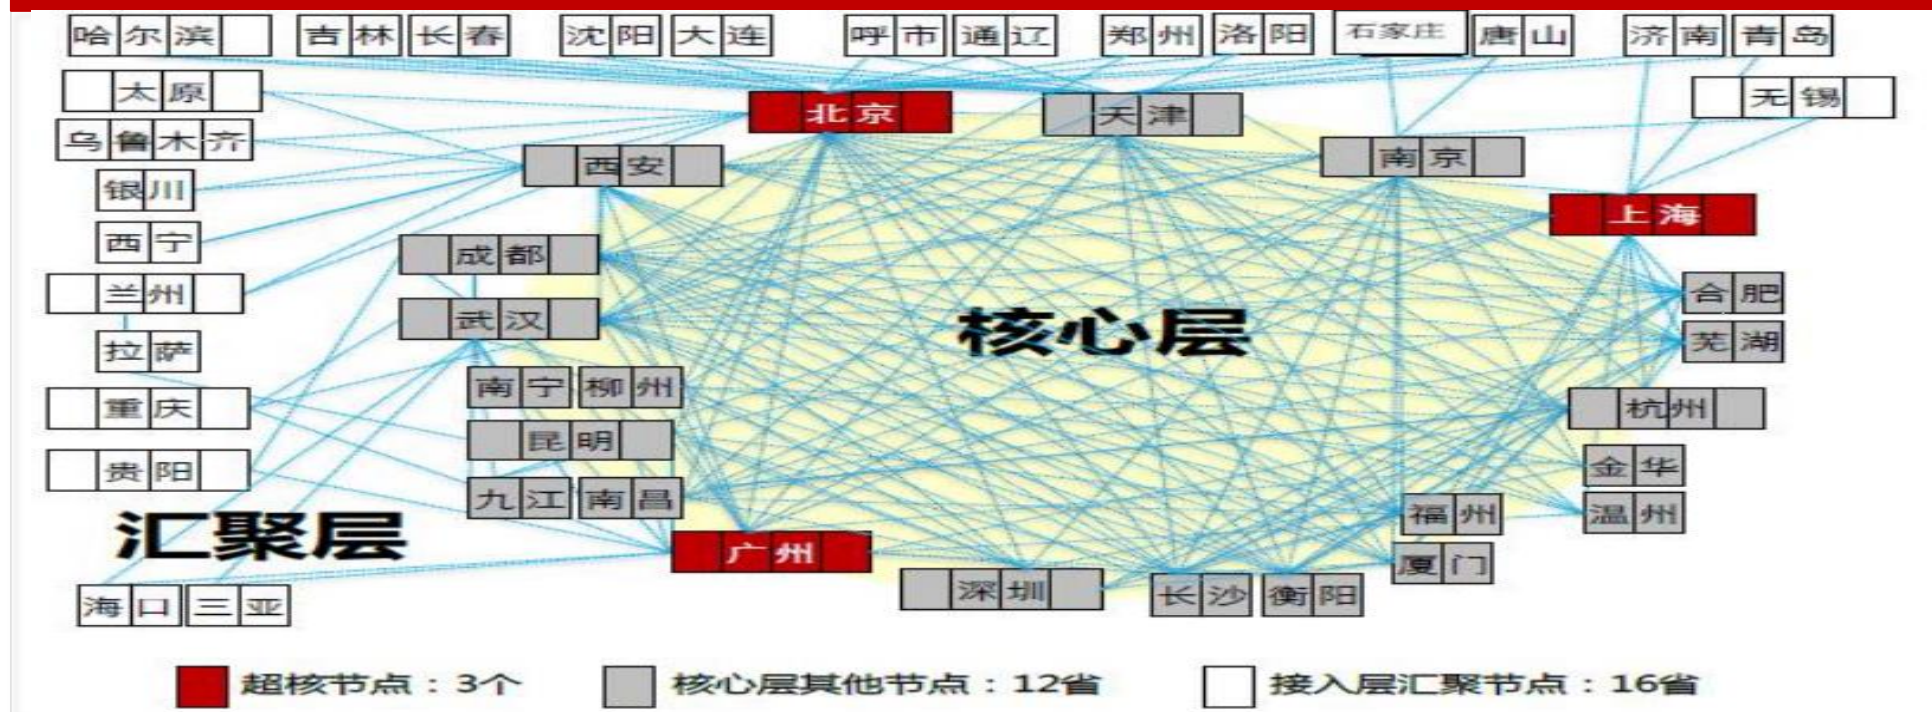 哈尔滨 吉林 长春 沈阳 大连 呼市 通辽 郑州 洛阳 石家庄 唐山 济南 青岛
太原 北京 天津 无锡
乌鲁木齐 西安 南京
银川 上海
西宁 成都
兰州 武汉 核心层 合肥
拉萨 芜湖
重庆 南宁 柳州 杭州
贵阳 昆明 金华
九江 南昌 福州 温州
汇聚层 广州 厦门
海口 三亚 深圳 长沙 衡阳
超核节点：3个 核心层其他节点：12省 接入层汇聚节点：16省